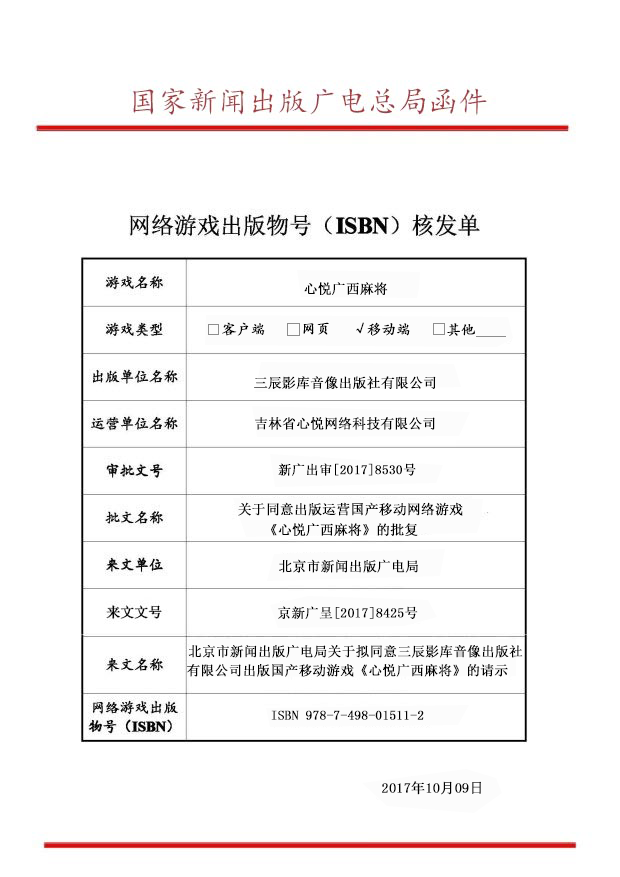 国家新闻出版广电总局函件
网络游戏出版物号（ISBN）核发单
游戏名称 心悦广西麻将
游戏类型 □客户端 □网页 √移动端 □其他____
出版单位名称 三辰影库音像出版社有限公司
运营单位名称 吉林省心悦网络科技有限公司
审批文号 新广出审[2017]8530号
批文名称 关于同意出版运营国产移动网络游戏
《心悦广西麻将》的批复
来文单位 北京市新闻出版广电局
来文文号 京新广呈[2017]8425号
来文名称 北京市新闻出版广电局关于拟同意三辰影库音像出版社
有限公司出版国产移动游戏《心悦广西麻将》的请示
网络游戏出版
物号（ISBN） ISBN 978-7-498-01511-2
2017年10月09日